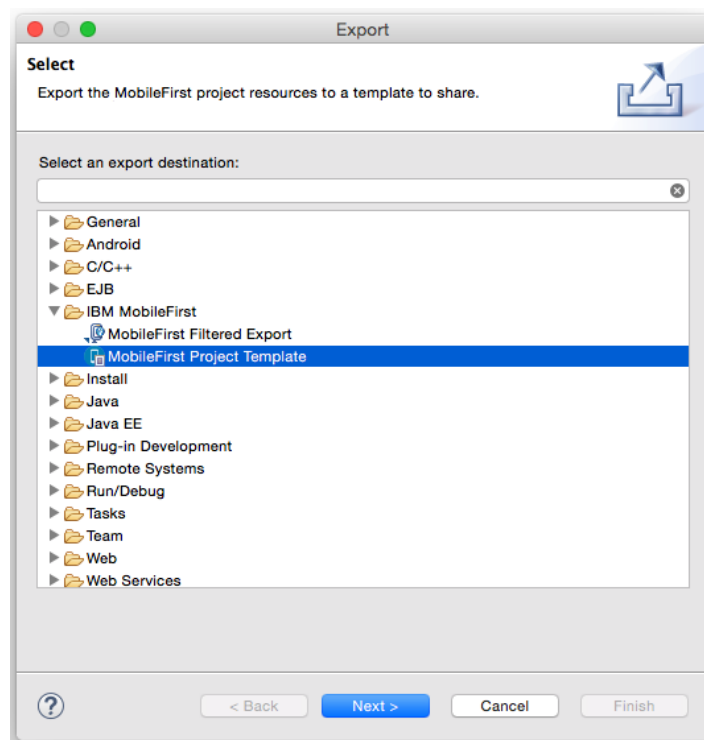 Export
Select
Export the MobileFirst project resources to a template to share.
Select an export destination:
General
Android
C/C++
EJB
IBM MobileFirst
MobileFirst Filtered Export
MobileFirst Project Template
Install
Java
Java EE
Plug-in Development
Remote Systems
Run/Debug
Tasks
Team
Web
Web Services
?
< Back
Next >
Cancel
Finish